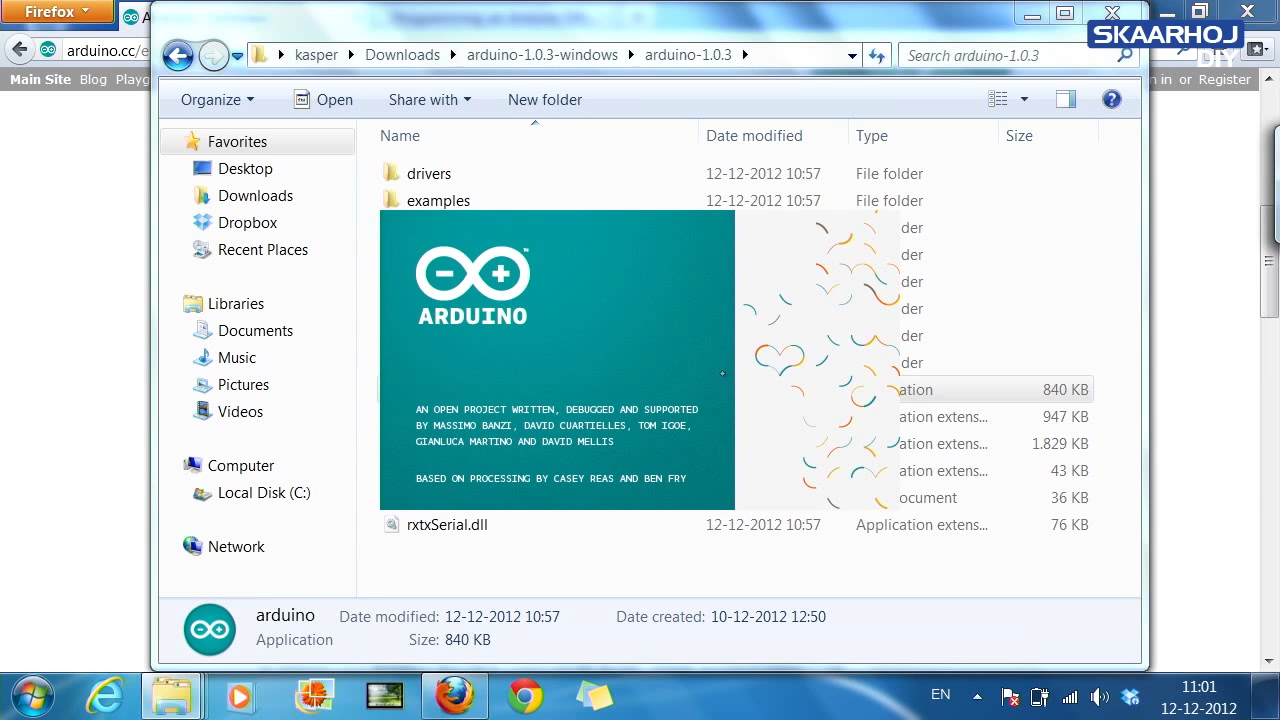 Firefox
A
arduino.cc/e
Main Site Blog Playg
n in or Register
SKAARHOJ
DIY
kasper Downloads arduino-1.0.3-windows arduino-1.0.3
Search arduino-1.0.3
Organize Open Share with New folder
Name Date modified Type Size
Favorites
Desktop
Downloads
Dropbox
Recent Places
Libraries
Documents
Music
Pictures
Videos
Computer
Local Disk (C:)
Network
drivers 12-12-2012 10:57 File folder
examples 12-12-2012 10:57 File folder
der
der
der
der
der
der
ation 840 KB
ation extens... 947 KB
ation extens... 1.829 KB
ation extens... 43 KB
ocument 36 KB
rxtxSerial.dll 12-12-2012 10:57 Application extens... 76 KB
™
ARDUINO
AN OPEN PROJECT WRITTEN, DEBUGGED AND SUPPORTED
BY MASSIMO BANZI, DAVID CUARTIELLES, TOM IGOE,
GIANLUCA MARTINO AND DAVID MELLIS
BASED ON PROCESSING BY CASEY REAS AND BEN FRY
arduino Date modified: 12-12-2012 10:57 Date created: 10-12-2012 12:50
Application Size: 840 KB
EN
11:01
12-12-2012